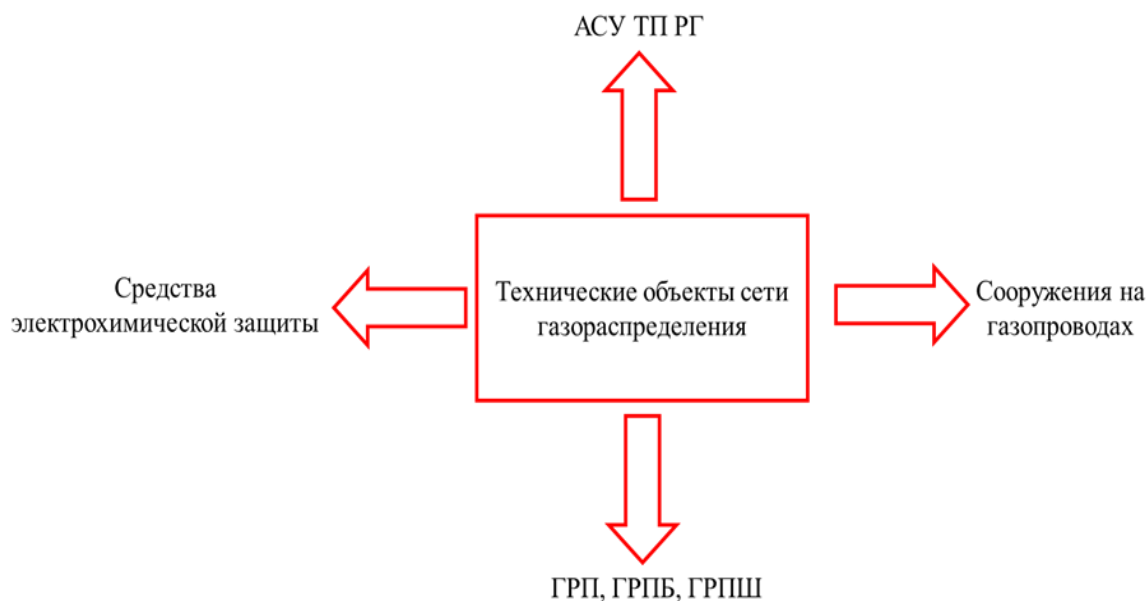 АСУ ТП РГ
Средства
электрохимической защиты
Технические объекты сети
газораспределения
Сооружения на
газопроводах
ГРП, ГРПБ, ГРПШ